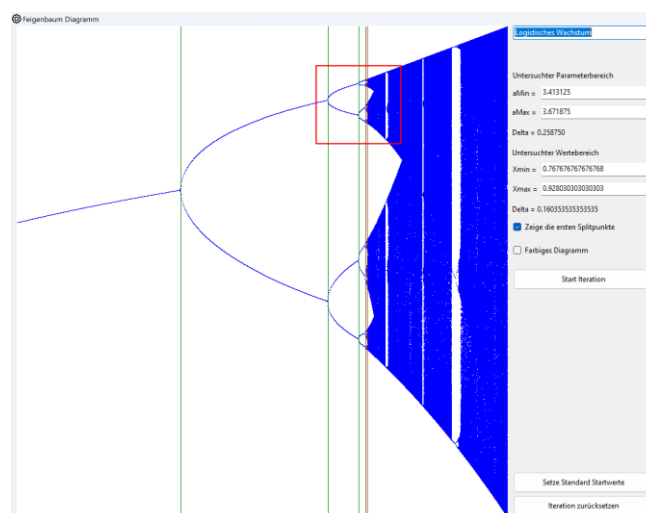 Feigenbaum Diagramm
Logistisches Wachstum
Untersuchter Parameterbereich
aMin = 3.413125
aMax = 3.671875
Delta = 0.258750
Untersuchter Wertebereich
Xmin = 0.767676767676768
Xmax = 0.928030303030303
Delta = 0.160353535353535
Zeige die ersten Splitpunkte
Farbiges Diagramm
Start Iteration
Setze Standard Startwerte
Iteration zurücksetzen